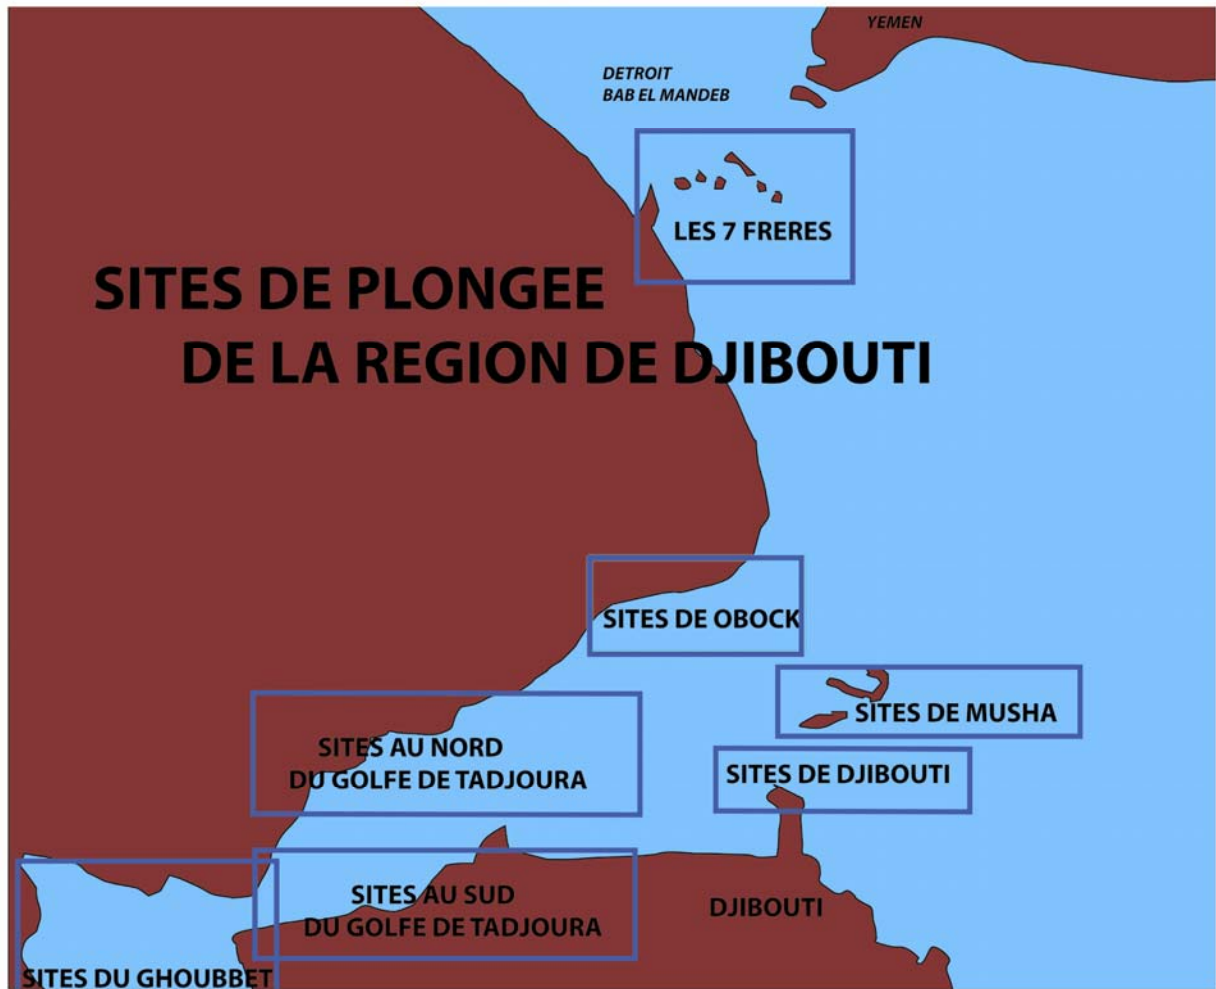 YEMEN
DETROIT
BAB EL MANDEB
LES 7 FRERES
SITES DE PLONGEE
DE LA REGION DE DJIBOUTI
SITES DE OBOCK
SITES DE MUSHA
SITES AU NORD
DU GOLFE DE TADJOURA
SITES DE DJIBOUTI
SITES AU SUD
DU GOLFE DE TADJOURA
DJIBOUTI
SITES DU GHOUBBET